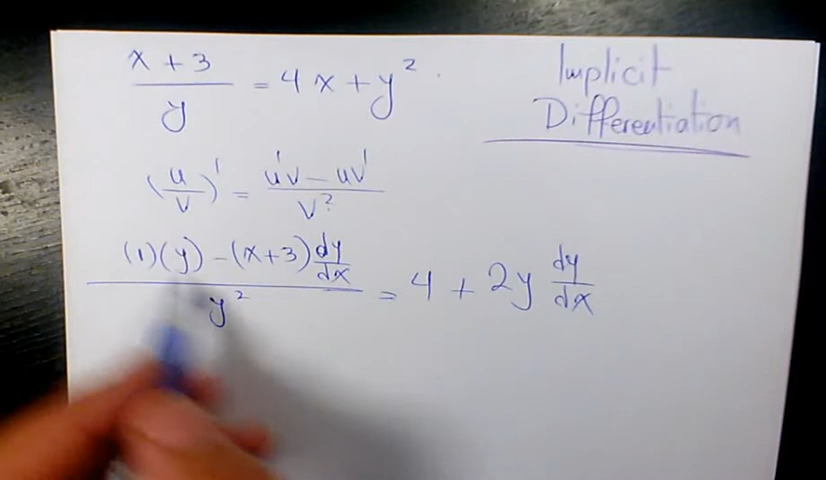 x + 3 / y = 4x + y²
Implicit
Differentiation
(u/v)' = u'v - uv' / v²
(1)(y) - (x+3) dy/dx / y² = 4 + 2y dy/dx